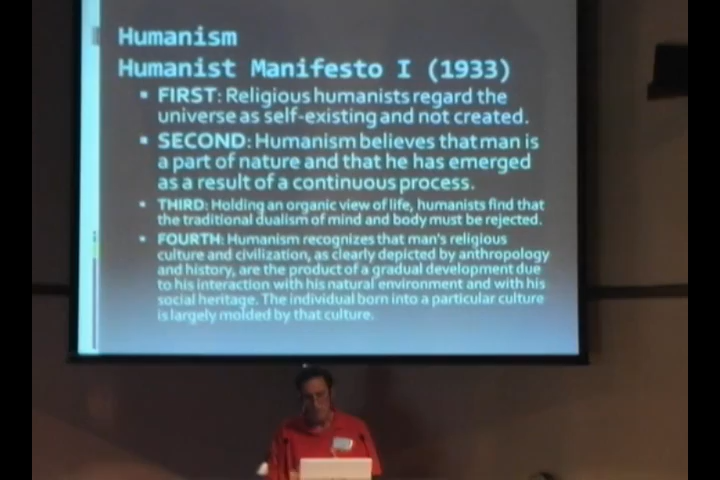 Humanism
Humanist Manifesto I (1933)
FIRST: Religious humanists regard the
universe as self-existing and not created.
SECOND: Humanism believes that man is
a part of nature and that he has emerged
as a result of a continuous process.
THIRD: Holding an organic view of life, humanists find that
the traditional dualism of mind and body must be rejected.
FOURTH: Humanism recognizes that man's religious
culture and civilization, as clearly depicted by anthropology
and history, are the product of a gradual development due
to his interaction with his natural environment and with his
social heritage. The individual born into a particular culture
is largely molded by that culture.